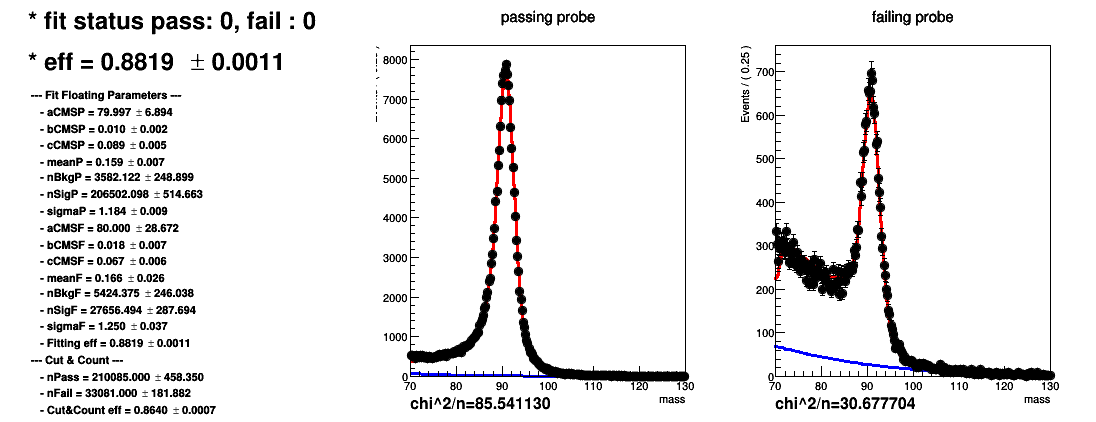 * fit status pass: 0, fail : 0
* eff = 0.8819 ± 0.0011
--- Fit Floating Parameters ---
- aCMSP = 79.997 ± 6.894
- bCMSP = 0.010 ± 0.002
- cCMSP = 0.089 ± 0.005
- meanP = 0.159 ± 0.007
- nBkgP = 3582.122 ± 248.899
- nSigP = 206502.098 ± 514.663
- sigmaP = 1.184 ± 0.009
- aCMSF = 80.000 ± 28.672
- bCMSF = 0.018 ± 0.007
- cCMSF = 0.067 ± 0.006
- meanF = 0.166 ± 0.026
- nBkgF = 5424.375 ± 246.038
- nSigF = 27656.494 ± 287.694
- sigmaF = 1.250 ± 0.037
- Fitting eff = 0.8819 ± 0.0011
--- Cut & Count ---
- nPass = 210085.000 ± 458.350
- nFail = 33081.000 ± 181.882
- Cut&Count eff = 0.8640 ± 0.0007
passing probe
8000
7000
6000
5000
4000
3000
2000
1000
0
70 80 90 100 110 120 130
mass
chi^2/n=85.541130
failing probe
Events / ( 0.25 )
700
600
500
400
300
200
100
0
70 80 90 100 110 120 130
mass
chi^2/n=30.677704